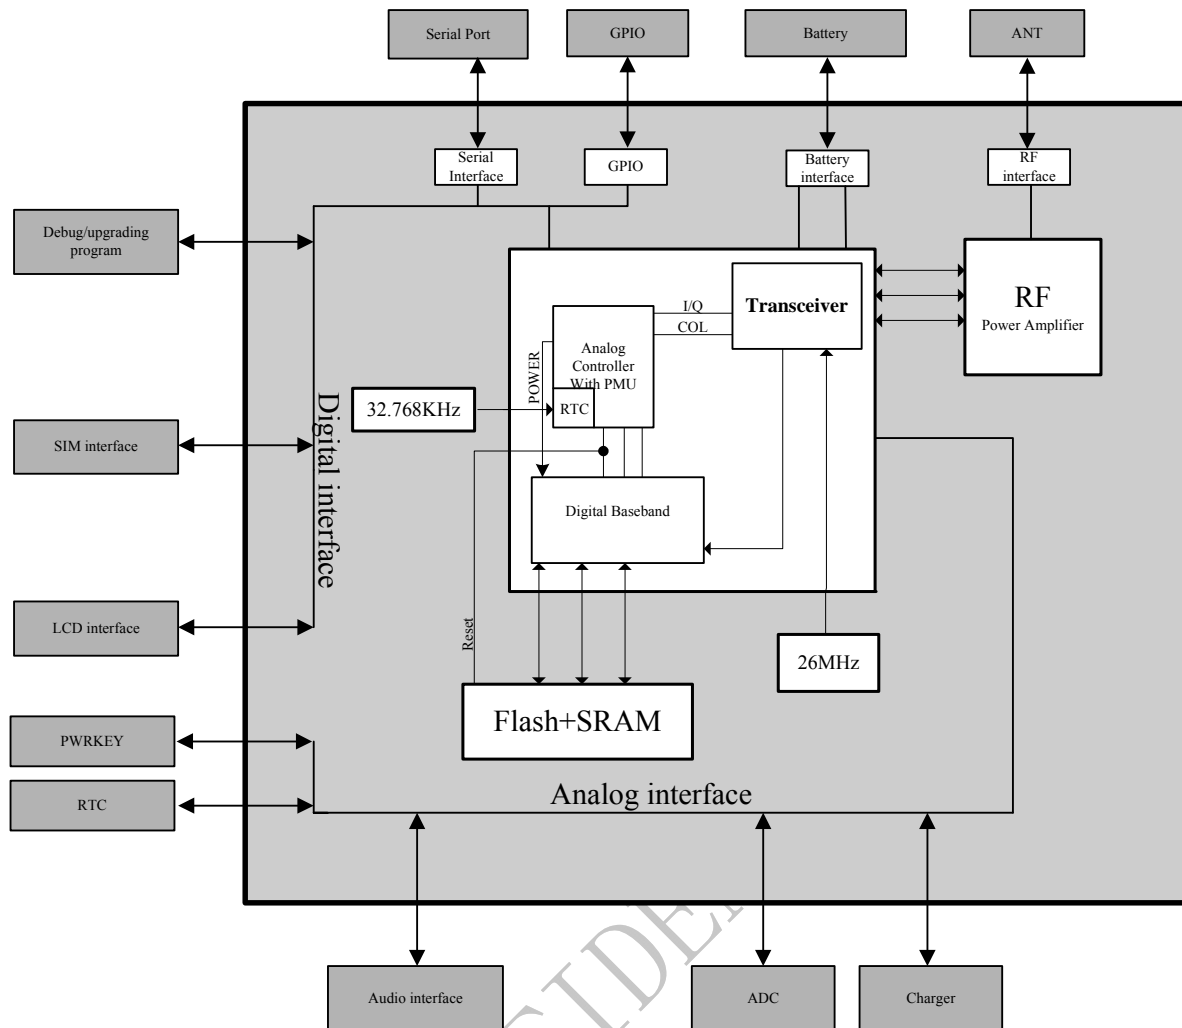 Serial Port
GPIO
Battery
ANT
Serial
Interface
GPIO
Battery
interface
RF
interface
Debug/upgrading
program
RF
Power Amplifier
Transceiver
I/Q
COL
Analog
Controller
With PMU
POWER
RTC
32.768KHz
Digital interface
SIM interface
Digital Baseband
LCD interface
Reset
26MHz
Flash+SRAM
PWRKEY
RTC
Analog interface
Audio interface
ADC
Charger